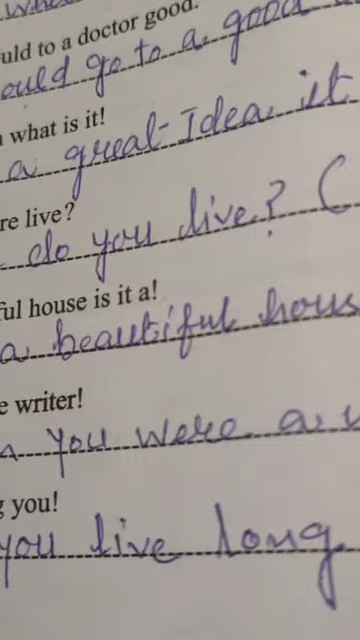 uld to a doctor good.
ould go to a good
what is it!
a great Idea it
re live?
do you live? (
ful house is it a!
a beautiful hous
e writer!
you were a w
g you!
you live long